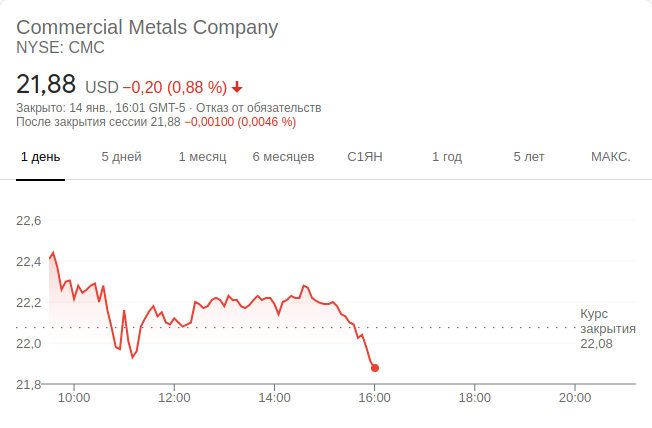 Commercial Metals Company
NYSE: CMC
21,88 USD −0,20 (0,88 %)
Закрыто: 14 янв., 16:01 GMT-5 · Отказ от обязательств
После закрытия сессии 21,88 −0,00100 (0,0046 %)
1 день 5 дней 1 месяц 6 месяцев С1ЯН 1 год 5 лет МАКС.
22,6
22,4
22,2
Курс
закрытия
22,08
22,0
21,8
10:00 12:00 14:00 16:00 18:00 20:00